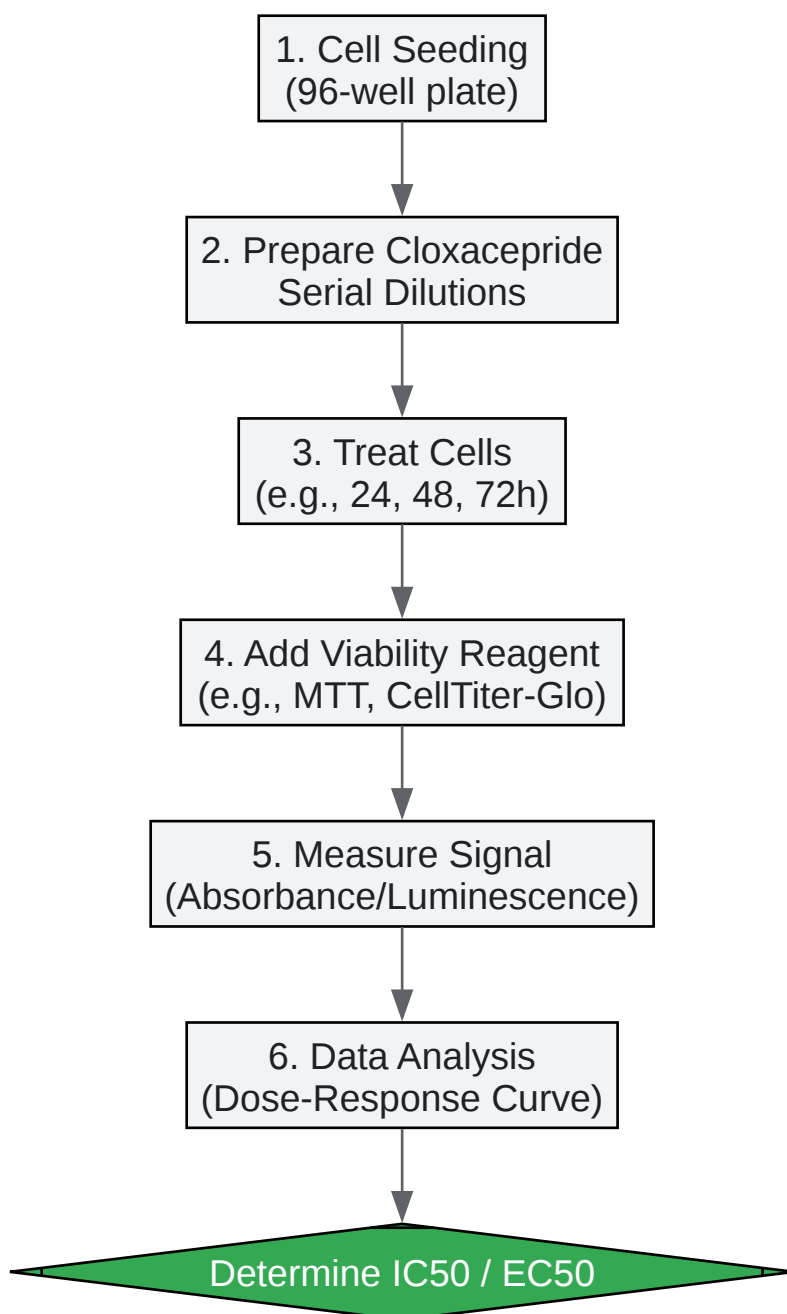 1. Cell Seeding
(96-well plate)
2. Prepare Cloxacepride
Serial Dilutions
3. Treat Cells
(e.g., 24, 48, 72h)
4. Add Viability Reagent
(e.g., MTT, CellTiter-Glo)
5. Measure Signal
(Absorbance/Luminescence)
6. Data Analysis
(Dose-Response Curve)
Determine IC50 / EC50